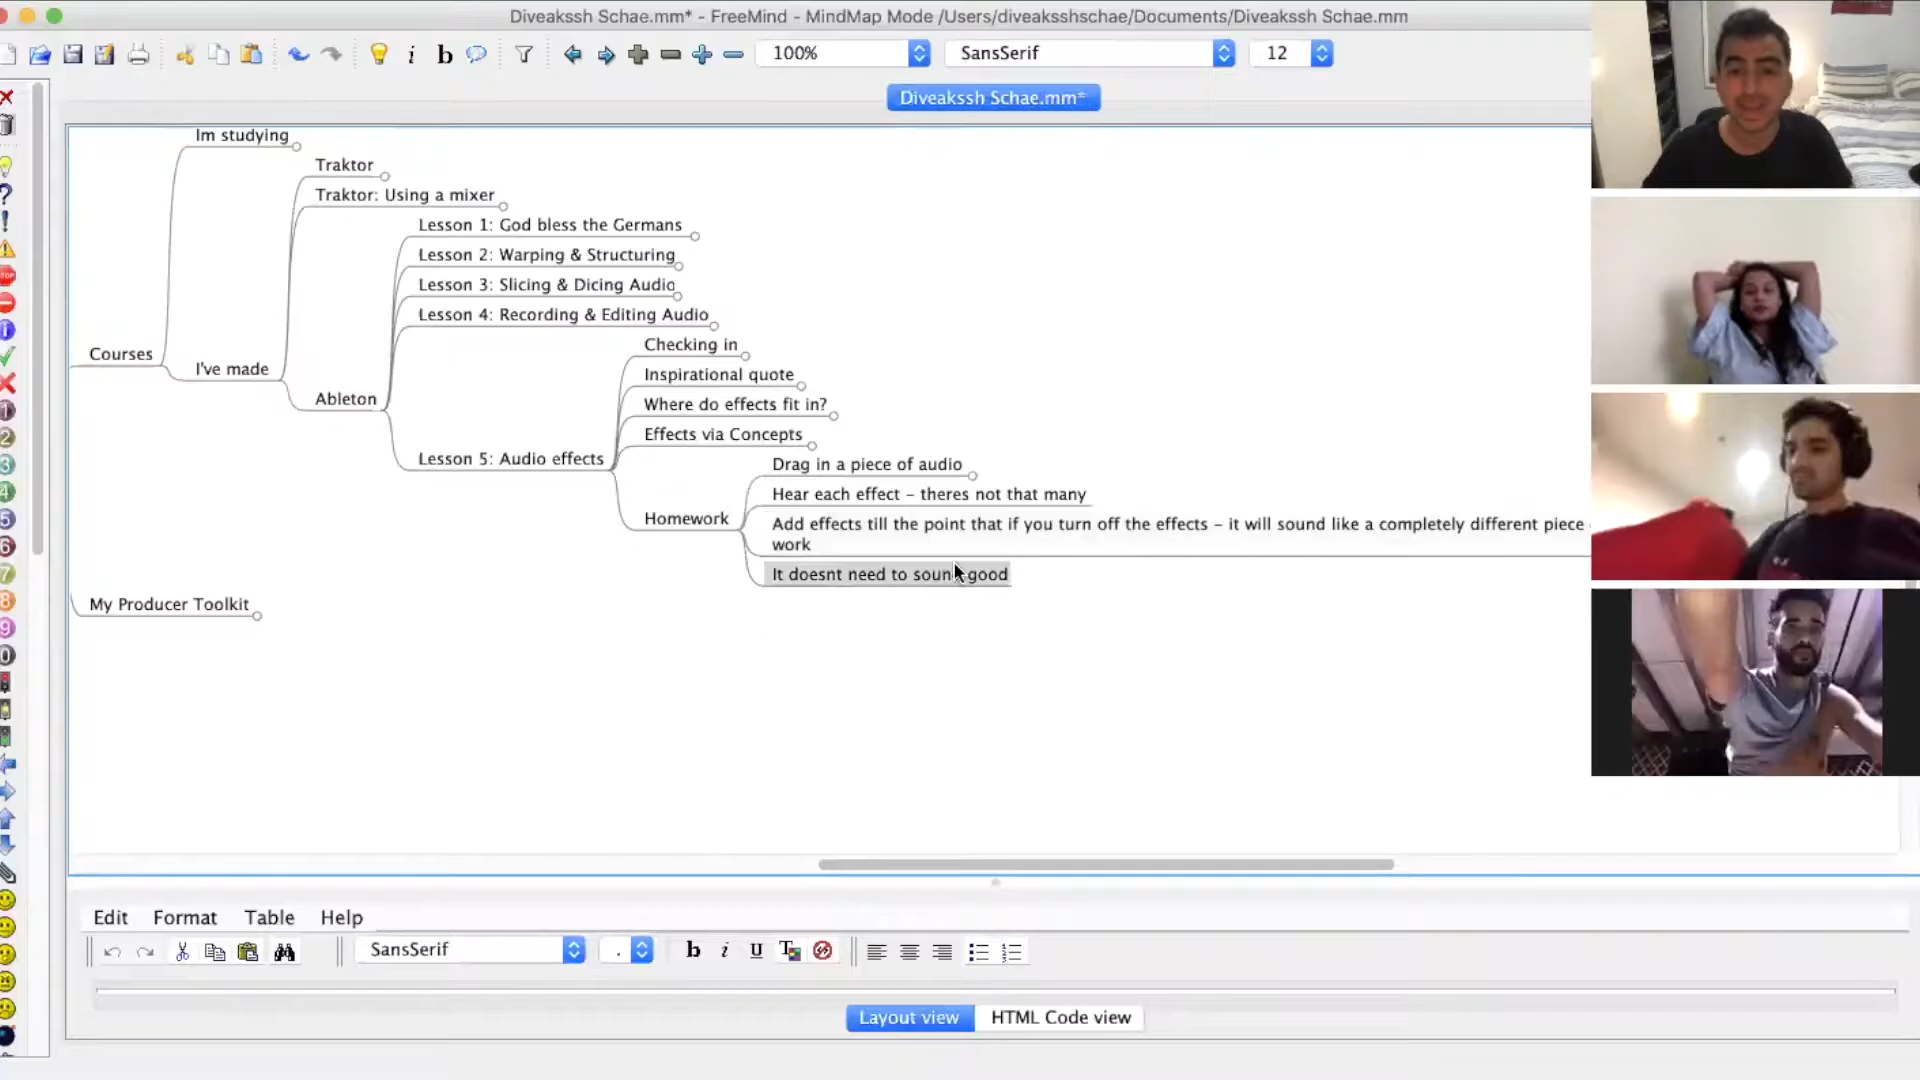 Diveakssh Schae.mm* - FreeMind - MindMap Mode /Users/diveaksshschae/Documents/Diveakssh Schae.mm
100%
SansSerif
12
Diveakssh Schae.mm*
Im studying
Traktor
Traktor: Using a mixer
Lesson 1: God bless the Germans
Lesson 2: Warping & Structuring
Lesson 3: Slicing & Dicing Audio
Lesson 4: Recording & Editing Audio
Checking in
Courses
I've made
Inspirational quote
Ableton
Where do effects fit in?
Effects via Concepts
Lesson 5: Audio effects
Drag in a piece of audio
Hear each effect – theres not that many
Homework
Add effects till the point that if you turn off the effects – it will sound like a completely different piece
work
It doesnt need to sound good
My Producer Toolkit
Edit Format Table Help
SansSerif
b i U
Layout view HTML Code view